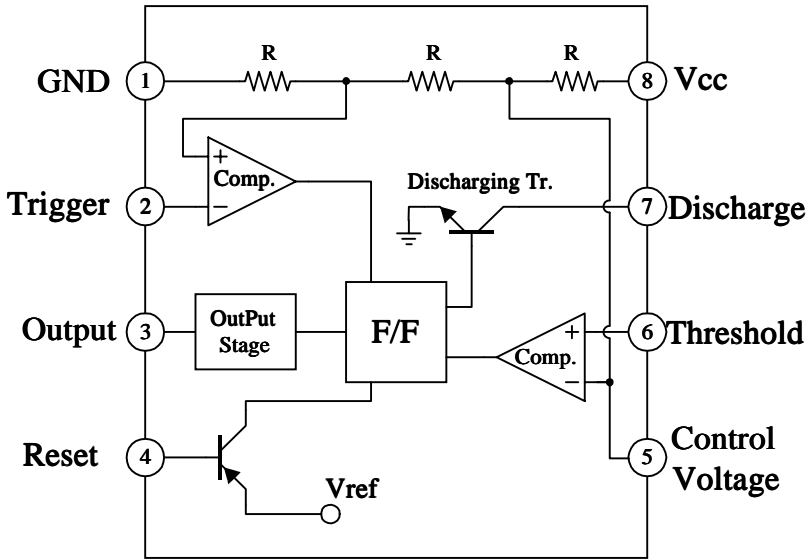 R R R
GND 1 8 Vcc
+
Comp.
−
Trigger 2
Discharging Tr.
7 Discharge
Output 3
OutPut
Stage
F/F
+
Comp.
−
6 Threshold
Reset 4
5 Control
Voltage
Vref